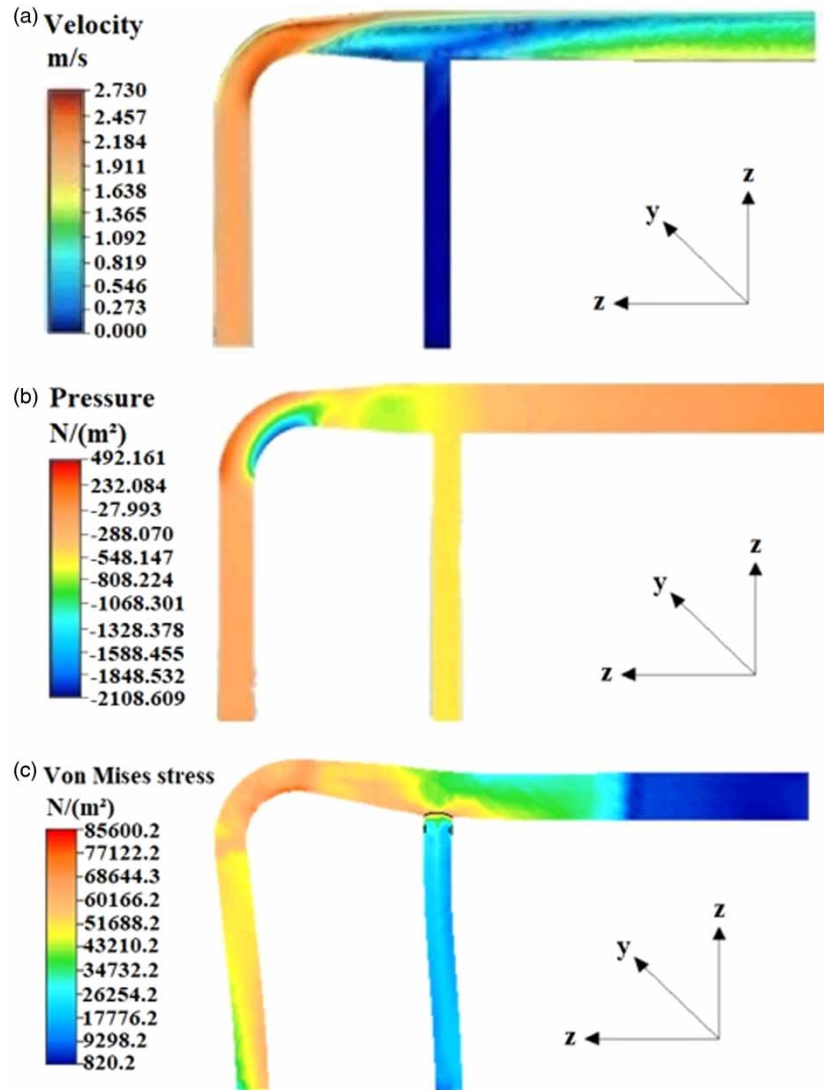 (a) Velocity
m/s
2.730
2.457
2.184
1.911
1.638
1.365
1.092
0.819
0.546
0.273
0.000
z
y
z
(b) Pressure
N/(m²)
492.161
232.084
-27.993
-288.070
-548.147
-808.224
-1068.301
-1328.378
-1588.455
-1848.532
-2108.609
z
y
z
(c) Von Mises stress
N/(m²)
85600.2
77122.2
68644.3
60166.2
51688.2
43210.2
34732.2
26254.2
17776.2
9298.2
820.2
z
y
z